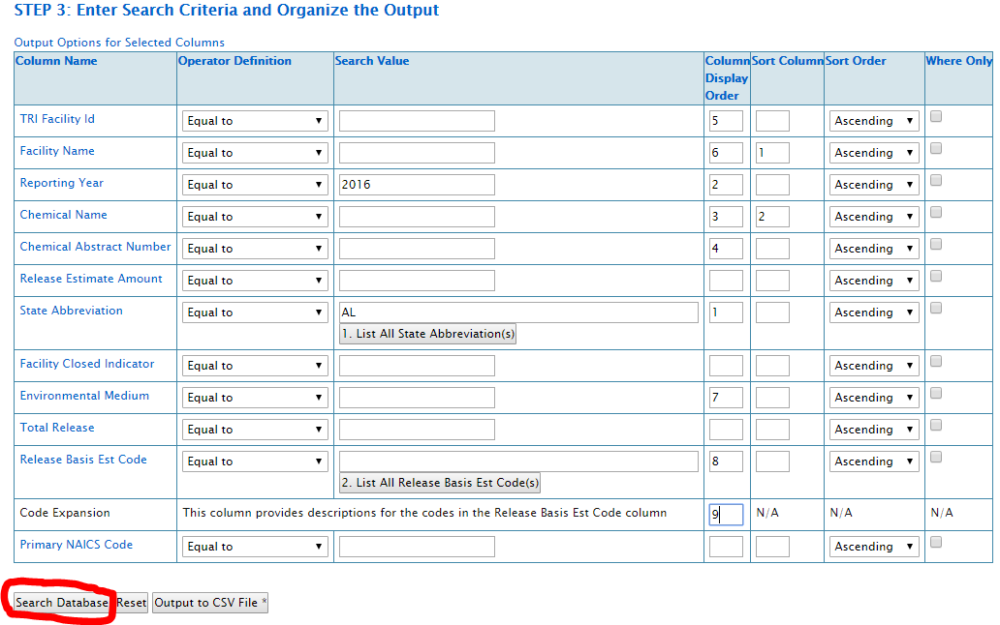 STEP 3: Enter Search Criteria and Organize the Output
Output Options for Selected Columns
Column Name Operator Definition Search Value Column Display Order Sort Column Sort Order Where Only
TRI Facility Id Equal to 5 Ascending
Facility Name Equal to 6 1 Ascending
Reporting Year Equal to 2016 2 Ascending
Chemical Name Equal to 3 2 Ascending
Chemical Abstract Number Equal to 4 Ascending
Release Estimate Amount Equal to Ascending
State Abbreviation Equal to AL 1 Ascending
1. List All State Abbreviation(s)
Facility Closed Indicator Equal to Ascending
Environmental Medium Equal to 7 Ascending
Total Release Equal to Ascending
Release Basis Est Code Equal to 8 Ascending
2. List All Release Basis Est Code(s)
Code Expansion This column provides descriptions for the codes in the Release Basis Est Code column 9 N/A N/A N/A
Primary NAICS Code Equal to Ascending
Search Database Reset Output to CSV File *